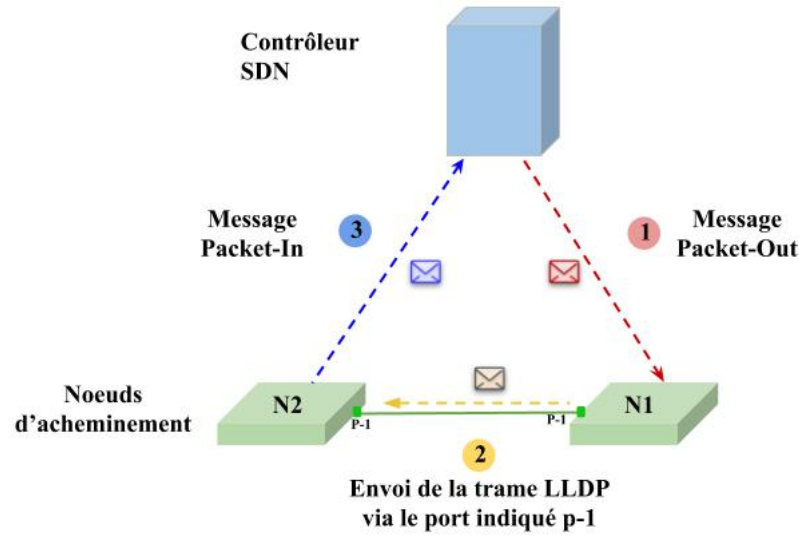 Contrôleur
SDN
Message
Packet-In
3
1
Message
Packet-Out
Noeuds
d'acheminement
N2
P-1
P-1
N1
2
Envoi de la trame LLDP
via le port indiqué p-1